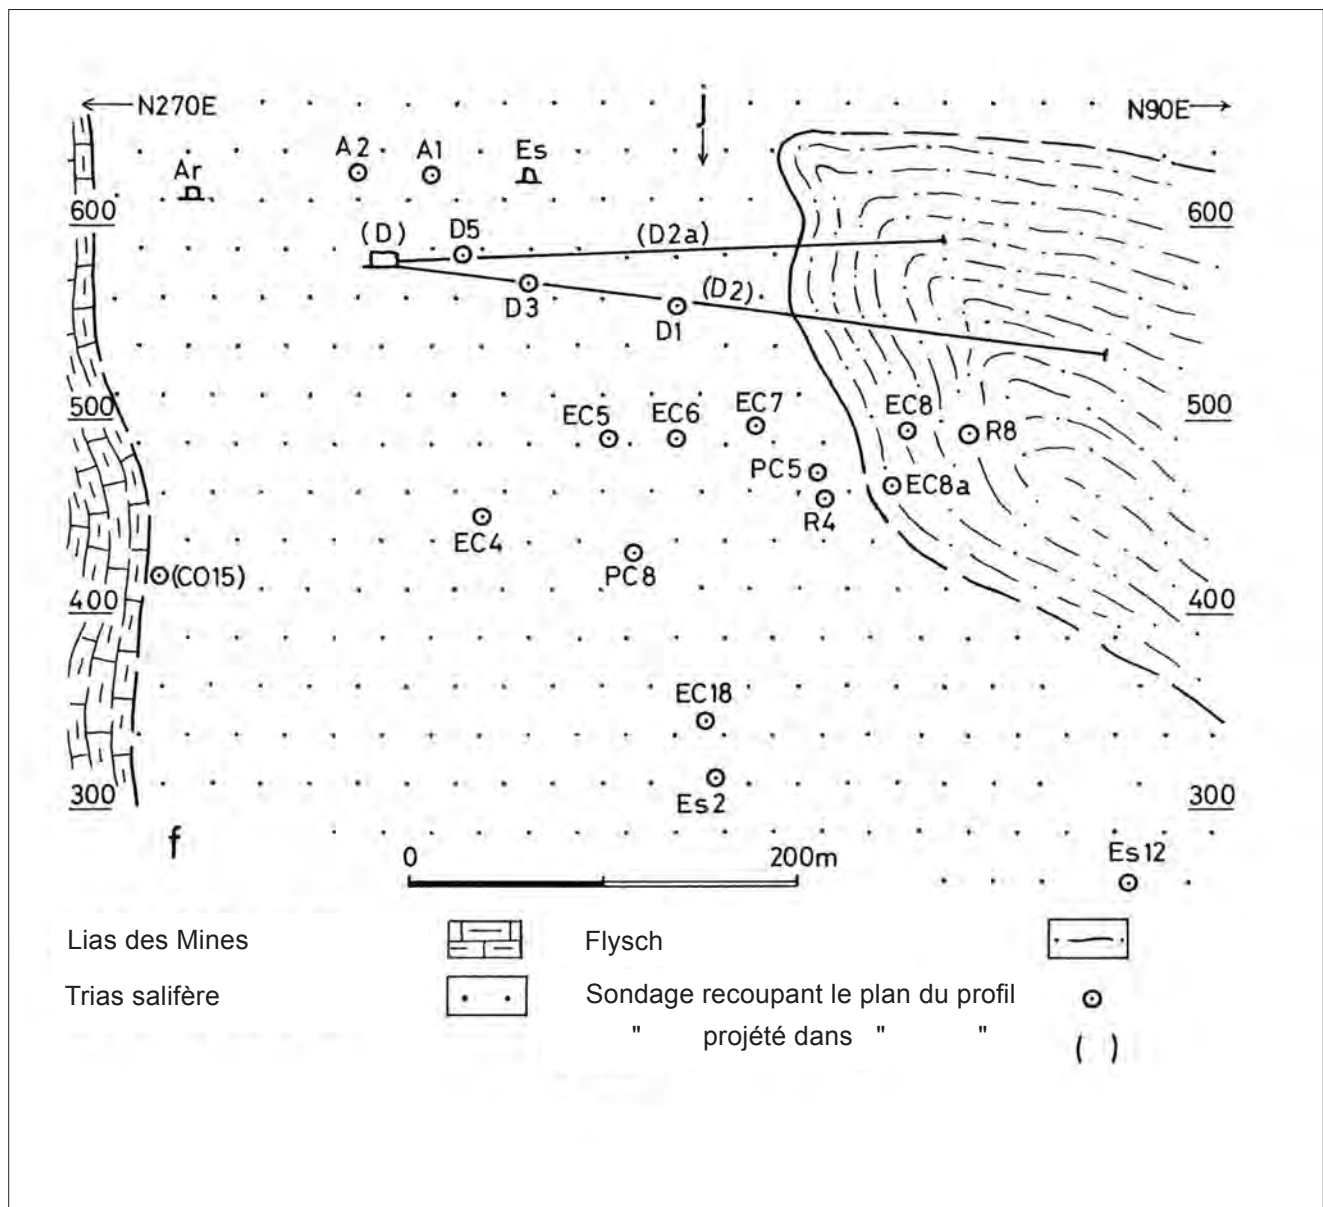 N270E
j
N90E
Ar
A2
A1
Es
600
600
(D)
D5
(D2a)
D3
(D2)
D1
500
500
EC5
EC6
EC7
EC8
R8
PC5
EC8a
R4
EC4
PC8
(CO15)
400
400
EC18
Es2
300
300
f
0
200m
Es12
Lias des Mines
Flysch
Trias salifère
Sondage recoupant le plan du profil
" projété dans " "
( )